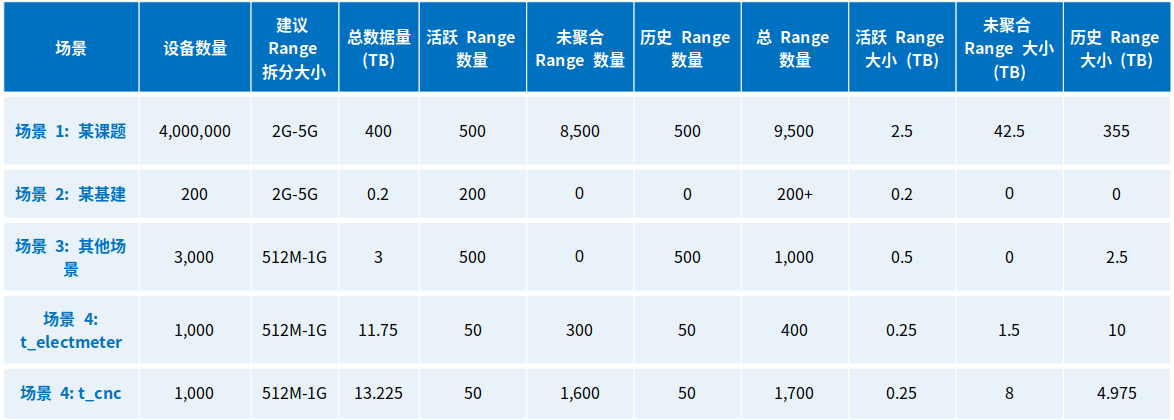 场景 设备数量 建议 Range 拆分大小 总数据量 (TB) 活跃 Range 数量 未聚合 Range 数量 历史 Range 数量 总 Range 数量 活跃 Range 大小 (TB) 未聚合 Range 大小 (TB) 历史 Range 大小 (TB)
场景 1: 某课题 4,000,000 2G-5G 400 500 8,500 500 9,500 2.5 42.5 355
场景 2: 某基建 200 2G-5G 0.2 200 0 0 200+ 0.2 0 0
场景 3: 其他场景 3,000 512M-1G 3 500 0 500 1,000 0.5 0 2.5
场景 4: t_electmeter 1,000 512M-1G 11.75 50 300 50 400 0.25 1.5 10
场景 4: t_cnc 1,000 512M-1G 13.225 50 1,600 50 1,700 0.25 8 4.975